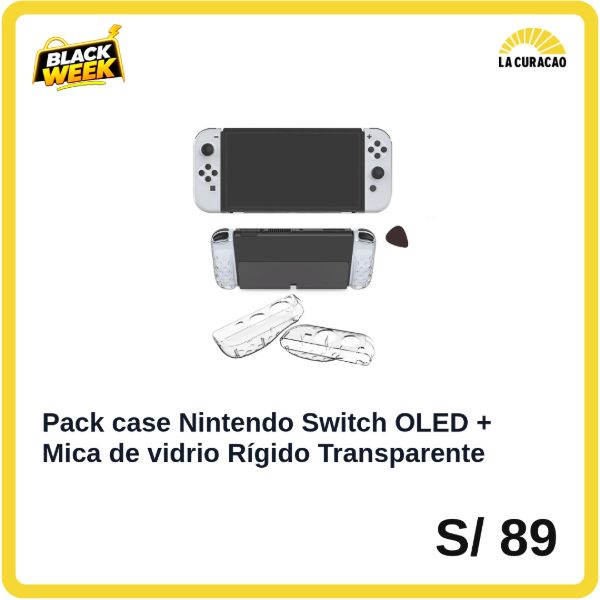 BLACK
WEEK
LA CURACAO
Pack case Nintendo Switch OLED +
Mica de vidrio Rígido Transparente
S/ 89